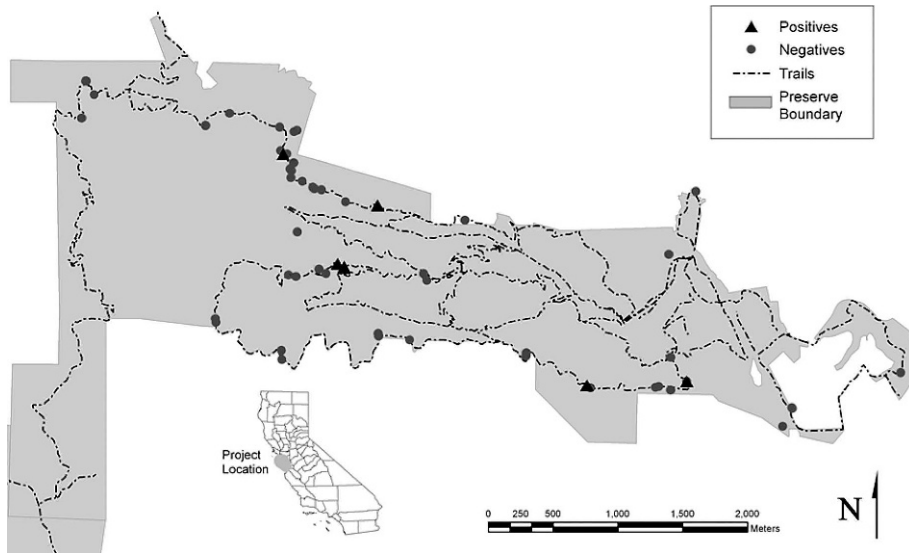 Positives
Negatives
Trails
Preserve
Boundary
Project
Location
N
0 250 500 1,000 1,500 2,000
Meters